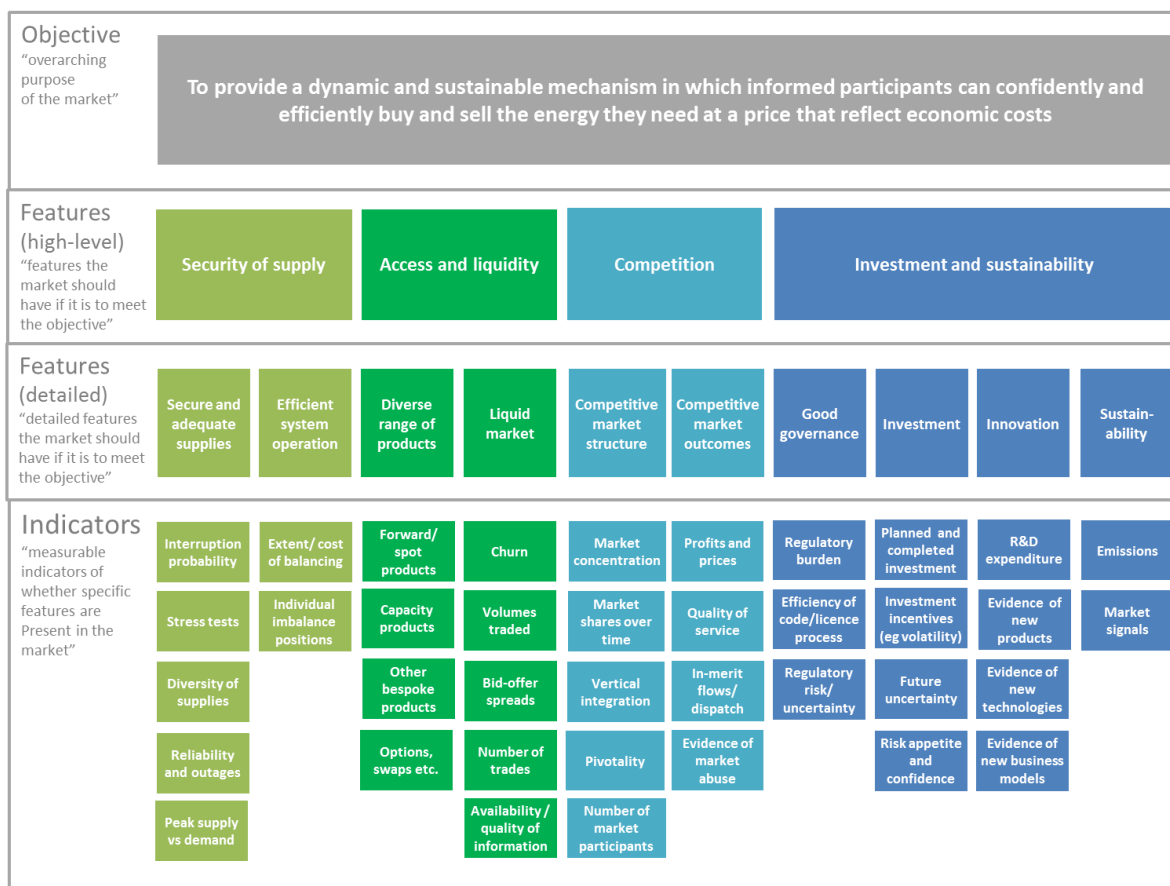 Objective
“overarching
purpose
of the market”
To provide a dynamic and sustainable mechanism in which informed participants can confidently and
efficiently buy and sell the energy they need at a price that reflect economic costs
Features
(high-level)
“features the
market should
have if it is to meet
the objective”
Security of supply
Access and liquidity
Competition
Investment and sustainability
Features
(detailed)
“detailed features
the market should
have if it is to meet
the objective”
Secure and
adequate
supplies
Efficient
system
operation
Diverse
range of
products
Liquid
market
Competitive
market
structure
Competitive
market
outcomes
Good
governance
Investment
Innovation
Sustain-
ability
Indicators
“measurable
indicators of
whether specific
features are
Present in the
market”
Interruption
probability
Extent/ cost
of balancing
Forward/
spot
products
Churn
Market
concentration
Profits and
prices
Regulatory
burden
Planned and
completed
investment
R&D
expenditure
Emissions
Stress tests
Individual
imbalance
positions
Capacity
products
Volumes
traded
Market
shares over
time
Quality of
service
Efficiency of
code/licence
process
Investment
incentives
(eg volatility)
Evidence of
new
products
Market
signals
Diversity of
supplies
Other
bespoke
products
Bid-offer
spreads
Vertical
integration
In-merit
flows/
dispatch
Regulatory
risk/
uncertainty
Future
uncertainty
Evidence of
new
technologies
Reliability
and outages
Options,
swaps etc.
Number of
trades
Pivotality
Evidence of
market
abuse
Risk appetite
and
confidence
Evidence of
new business
models
Peak supply
vs demand
Availability /
quality of
information
Number of
market
participants